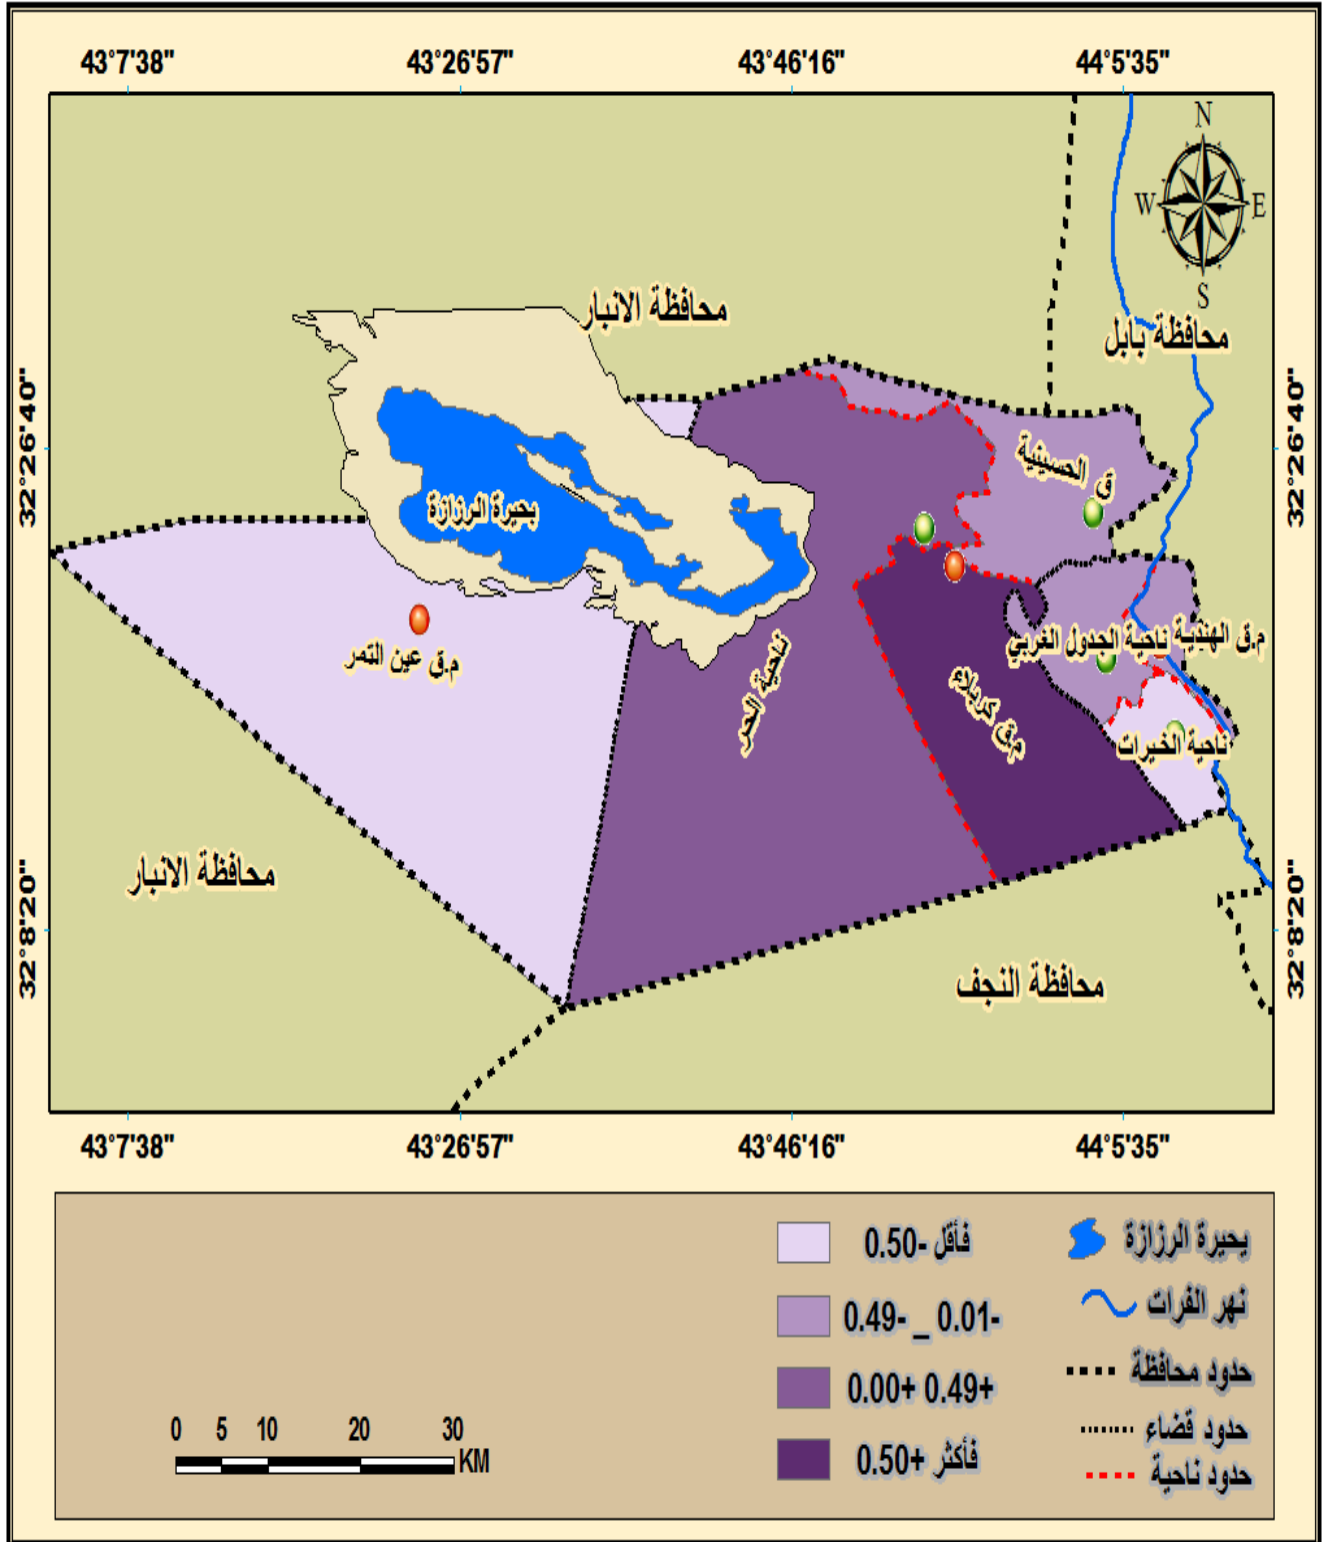 43°7'38" 43°26'57" 43°46'16" 44°5'35"
N
W E
S
محافظة الانبار
محافظة بابل
32°26'40" 32°26'40"
ق الحسينية
بحيرة الرزازة
م.ق الهندية
ناحية الجدول الغربي
م.ق عين التمر
ناحية الحر
م.ق كربلاء
ناحية الخيرات
محافظة الانبار
32°8'20" 32°8'20"
محافظة النجف
43°7'38" 43°26'57" 43°46'16" 44°5'35"
بحيرة الرزازة
نهر الفرات
حدود محافظة
حدود قضاء
حدود ناحية
فأقل -0.50
0.49- _ 0.01-
0.00+ 0.49+
فأكثر +0.50
0 5 10 20 30
KM